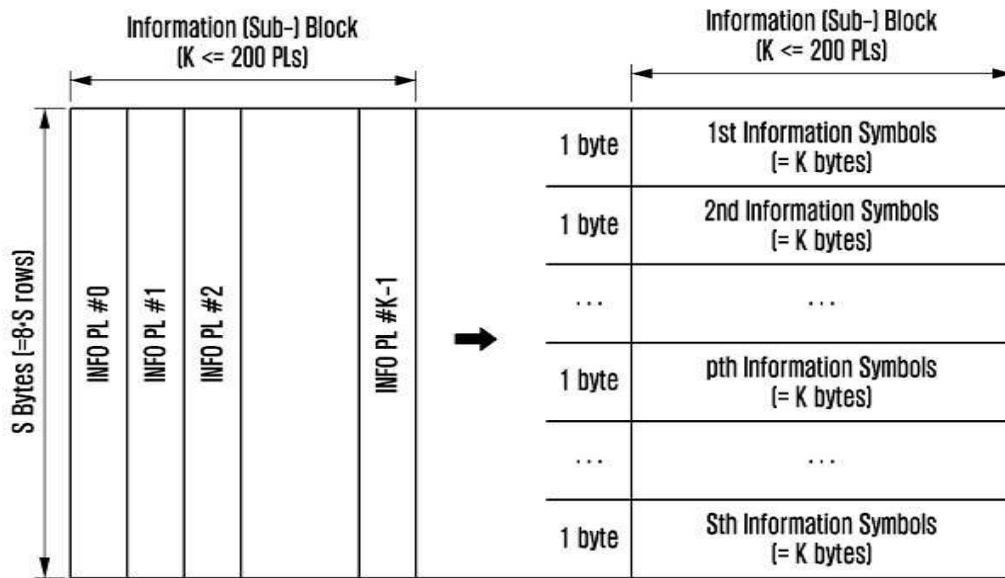 Information (Sub-) Block
(K <= 200 PLs)
S Bytes (=8·S rows)
INFO PL #0
INFO PL #1
INFO PL #2
INFO PL #K-1
Information (Sub-) Block
(K <= 200 PLs)
1 byte
1st Information Symbols
(= K bytes)
1 byte
2nd Information Symbols
(= K bytes)
...
...
1 byte
pth Information Symbols
(= K bytes)
...
...
1 byte
Sth Information Symbols
(= K bytes)